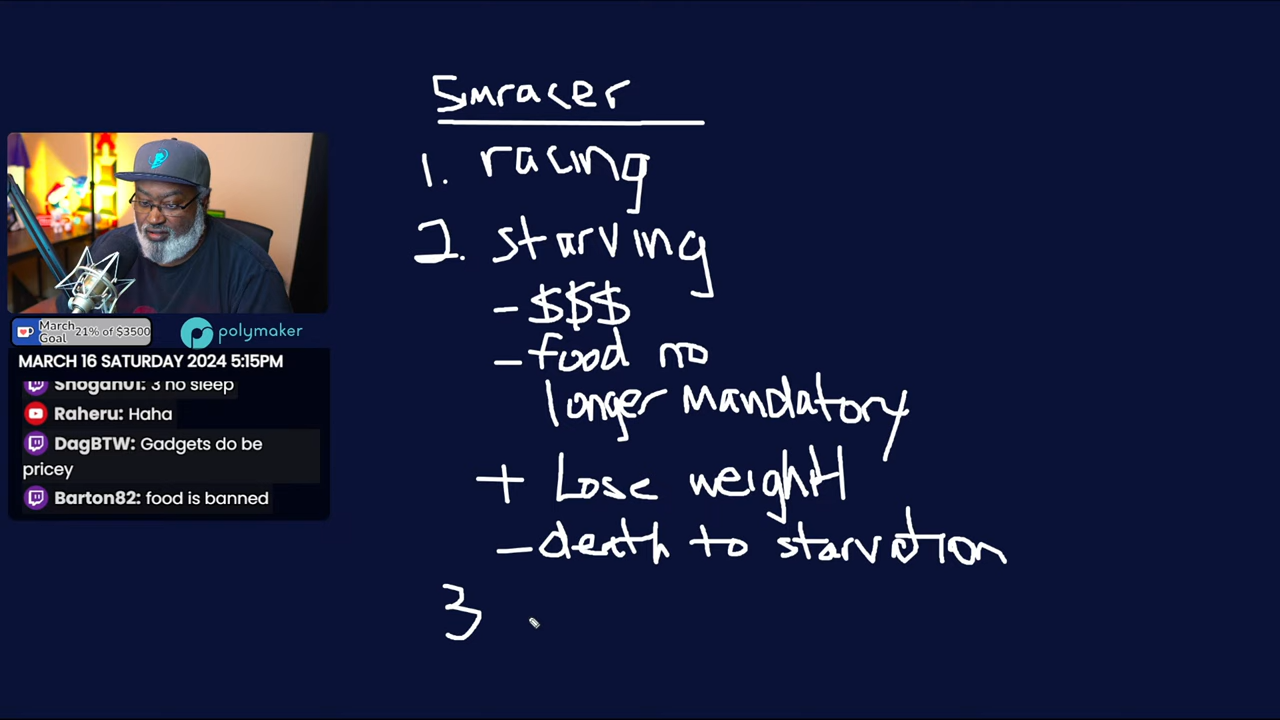 Simracer
1. racing
2. starving
- $$$
- food no
longer mandatory
+ Lose weight
- death to starvation
3
March
Goal
21% of $3500
polymaker
MARCH 16 SATURDAY 2024 5:15PM
Shogan01: 3 no sleep
Raheru: Haha
DagBTW: Gadgets do be
pricey
Barton82: food is banned